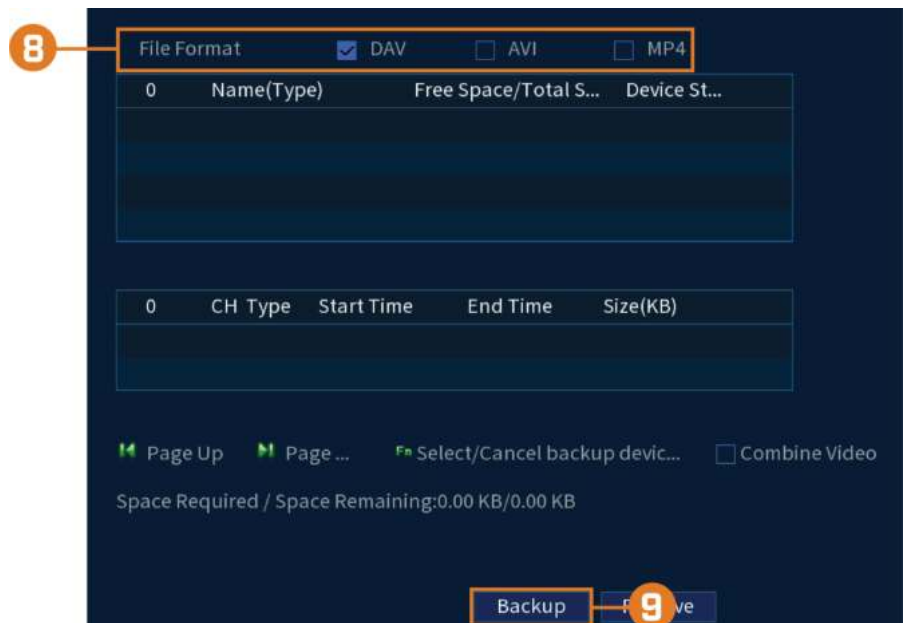 8
File Format DAV AVI MP4
0 Name(Type) Free Space/Total S... Device St...
0 CH Type Start Time End Time Size(KB)
Page Up Page ... Fn Select/Cancel backup devic... Combine Video
Space Required / Space Remaining:0.00 KB/0.00 KB
Backup 9